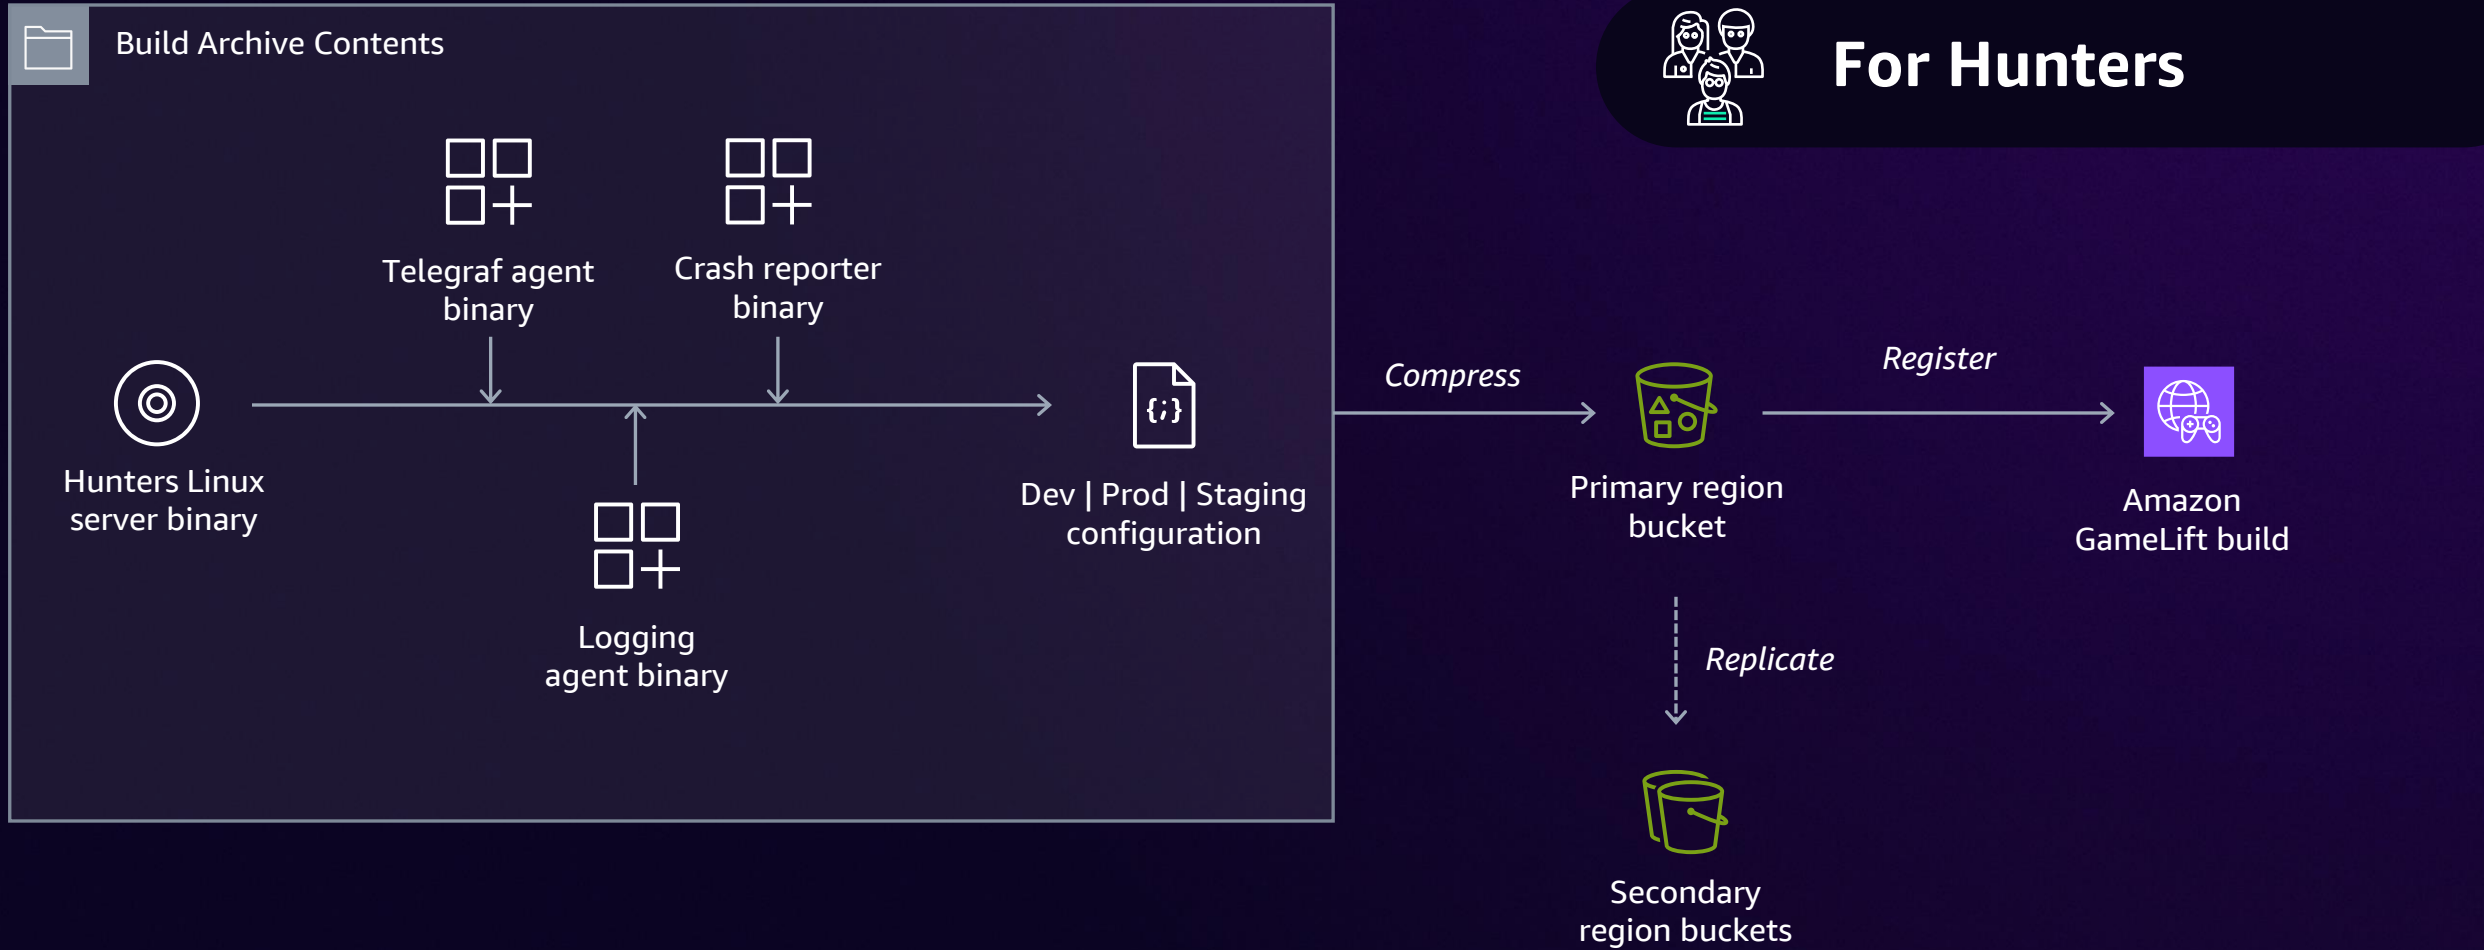 Build Archive Contents
For Hunters
Telegraf agent
binary
Crash reporter
binary
Hunters Linux
server binary
Logging
agent binary
{;}
Dev | Prod | Staging
configuration
Compress
Primary region
bucket
Register
Amazon
GameLift build
Replicate
Secondary
region buckets